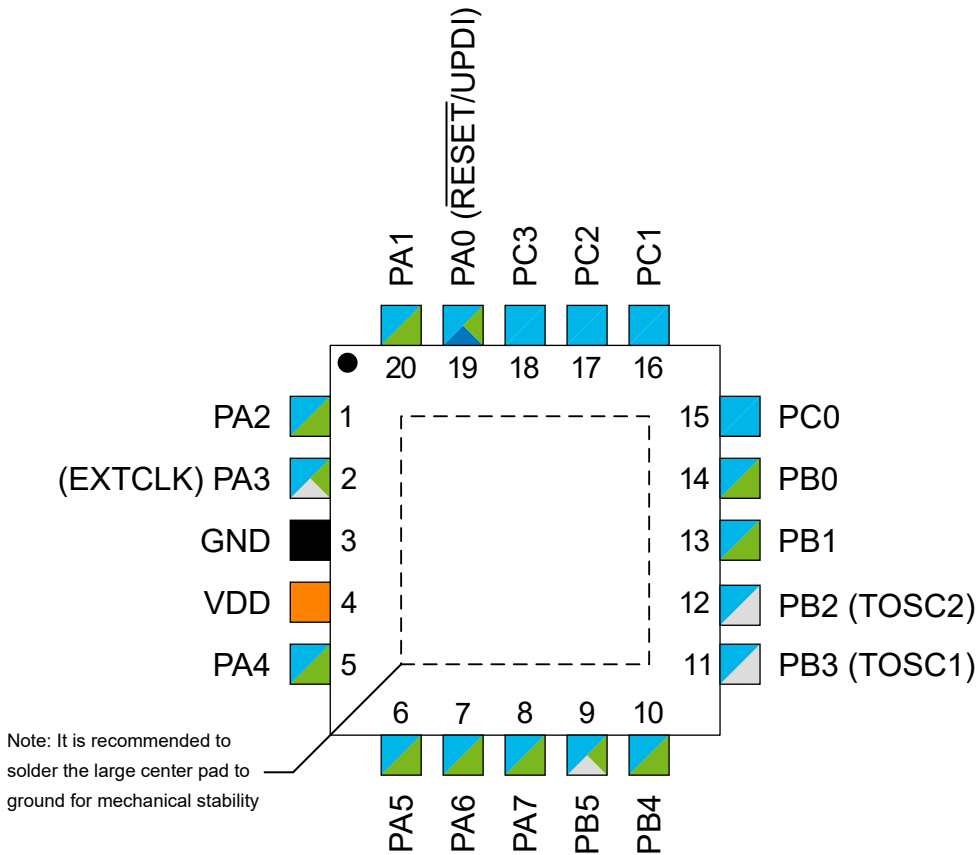 PA0 (RESET/UPDI)
PA1
PC3
PC2
PC1
20
19
18
17
16
PA2
1
15
PC0
(EXTCLK) PA3
2
14
PB0
GND
3
13
PB1
VDD
4
12
PB2 (TOSC2)
PA4
5
11
PB3 (TOSC1)
6
7
8
9
10
Note: It is recommended to
solder the large center pad to
ground for mechanical stability
PA5
PA6
PA7
PB5
PB4